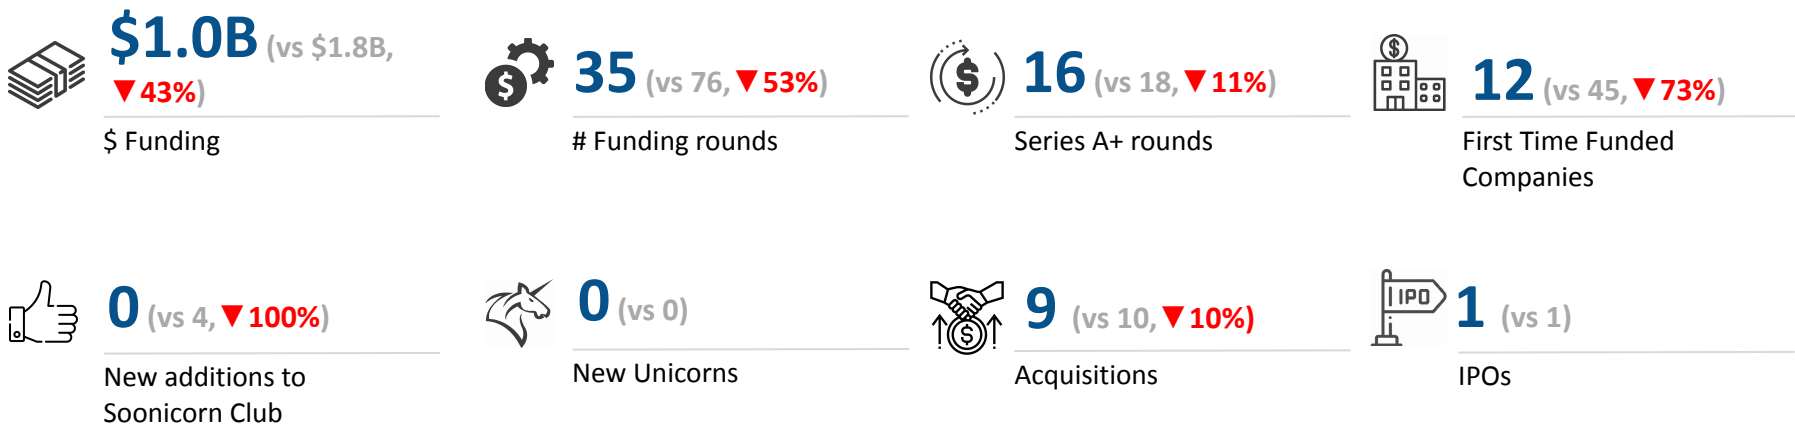 $1.0B (vs $1.8B,
▼43%)
$ Funding
35 (vs 76, ▼53%)
# Funding rounds
16 (vs 18, ▼11%)
Series A+ rounds
12 (vs 45, ▼73%)
First Time Funded
Companies
0 (vs 4, ▼100%)
New additions to
Soonicorn Club
0 (vs 0)
New Unicorns
9 (vs 10, ▼10%)
Acquisitions
IPO
1 (vs 1)
IPOs